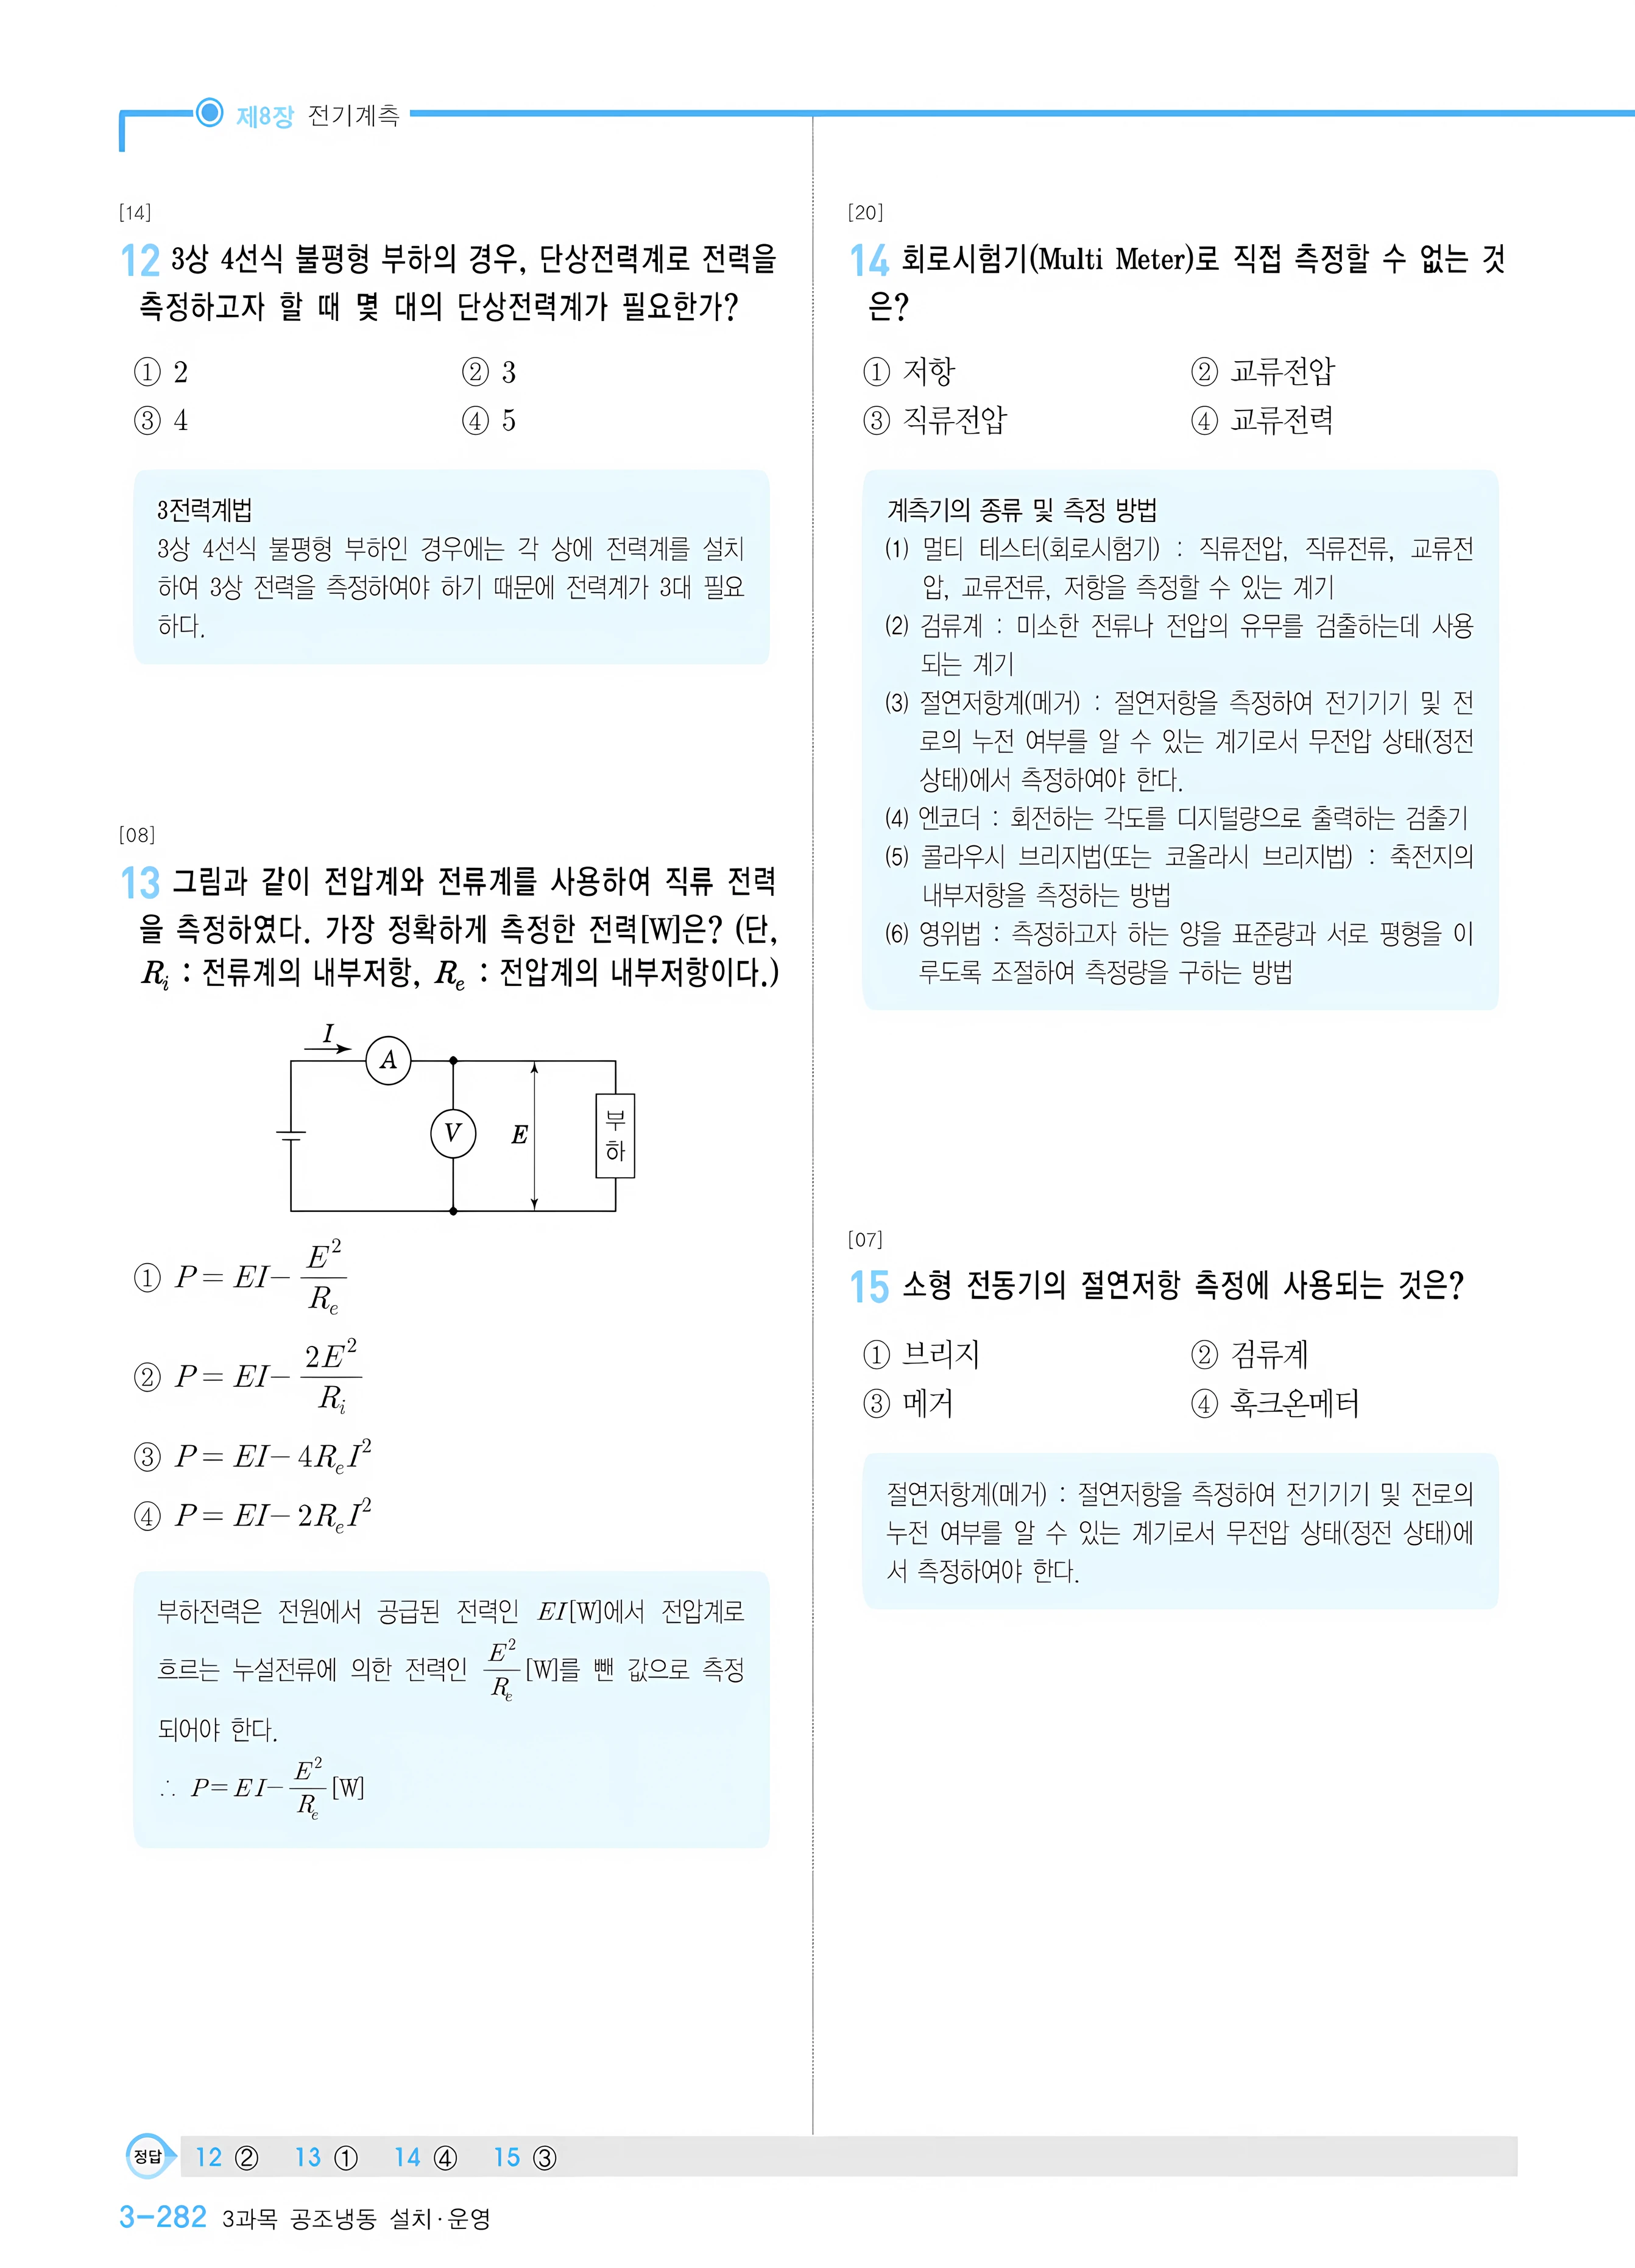 제8장 전기계측
[14]
12 3상 4선식 불평형 부하의 경우, 단상전력계로 전력을
측정하고자 할 때 몇 대의 단상전력계가 필요한가?
① 2 ② 3
③ 4 ④ 5
3전력계법
3상 4선식 불평형 부하인 경우에는 각 상에 전력계를 설치
하여 3상 전력을 측정하여야 하기 때문에 전력계가 3대 필요
하다.
[08]
13 그림과 같이 전압계와 전류계를 사용하여 직류 전력
을 측정하였다. 가장 정확하게 측정한 전력[W]은? (단,
R_i : 전류계의 내부저항, R_e : 전압계의 내부저항이다.)
I
A
V
E
부
하
① P = EI − E²/R_e
② P = EI − 2E²/R_i
③ P = EI − 4R_eI²
④ P = EI − 2R_eI²
부하전력은 전원에서 공급된 전력인 EI[W]에서 전압계로
흐르는 누설전류에 의한 전력인 E²/R_e [W]를 뺀 값으로 측정
되어야 한다.
∴ P = EI − E²/R_e [W]
[20]
14 회로시험기(Multi Meter)로 직접 측정할 수 없는 것
은?
① 저항 ② 교류전압
③ 직류전압 ④ 교류전력
계측기의 종류 및 측정 방법
(1) 멀티 테스터(회로시험기) : 직류전압, 직류전류, 교류전
압, 교류전류, 저항을 측정할 수 있는 계기
(2) 검류계 : 미소한 전류나 전압의 유무를 검출하는데 사용
되는 계기
(3) 절연저항계(메거) : 절연저항을 측정하여 전기기기 및 전
로의 누전 여부를 알 수 있는 계기로서 무전압 상태(정전
상태)에서 측정하여야 한다.
(4) 엔코더 : 회전하는 각도를 디지털량으로 출력하는 검출기
(5) 콜라우시 브리지법(또는 코올라시 브리지법) : 축전지의
내부저항을 측정하는 방법
(6) 영위법 : 측정하고자 하는 양을 표준량과 서로 평형을 이
루도록 조절하여 측정량을 구하는 방법
[07]
15 소형 전동기의 절연저항 측정에 사용되는 것은?
① 브리지 ② 검류계
③ 메거 ④ 훅크온메터
절연저항계(메거) : 절연저항을 측정하여 전기기기 및 전로의
누전 여부를 알 수 있는 계기로서 무전압 상태(정전 상태)에
서 측정하여야 한다.
정답 12 ② 13 ① 14 ④ 15 ③
3-282 3과목 공조냉동 설치·운영